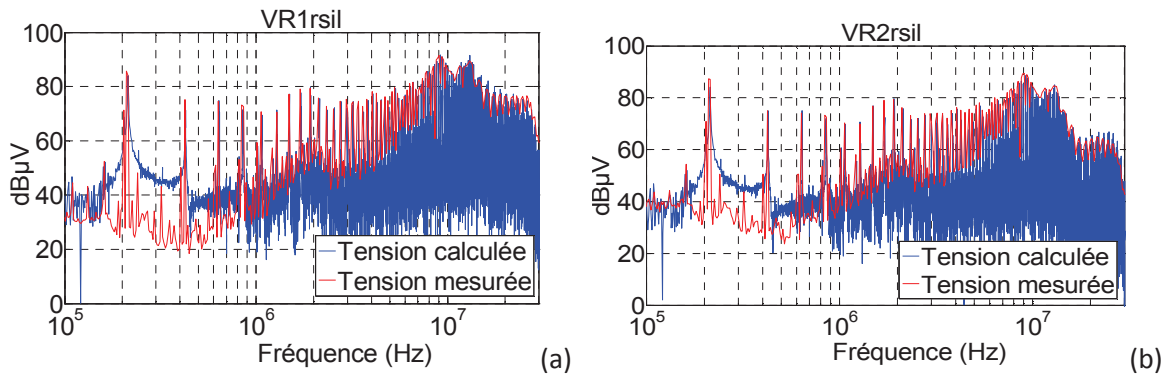 VR1rsil
100
80
60
40
20
0
dBµV
10^5
10^6
10^7
Fréquence (Hz)
Tension calculée
Tension mesurée
(a)
VR2rsil
100
80
60
40
20
0
dBµV
10^5
10^6
10^7
Fréquence (Hz)
Tension calculée
Tension mesurée
(b)